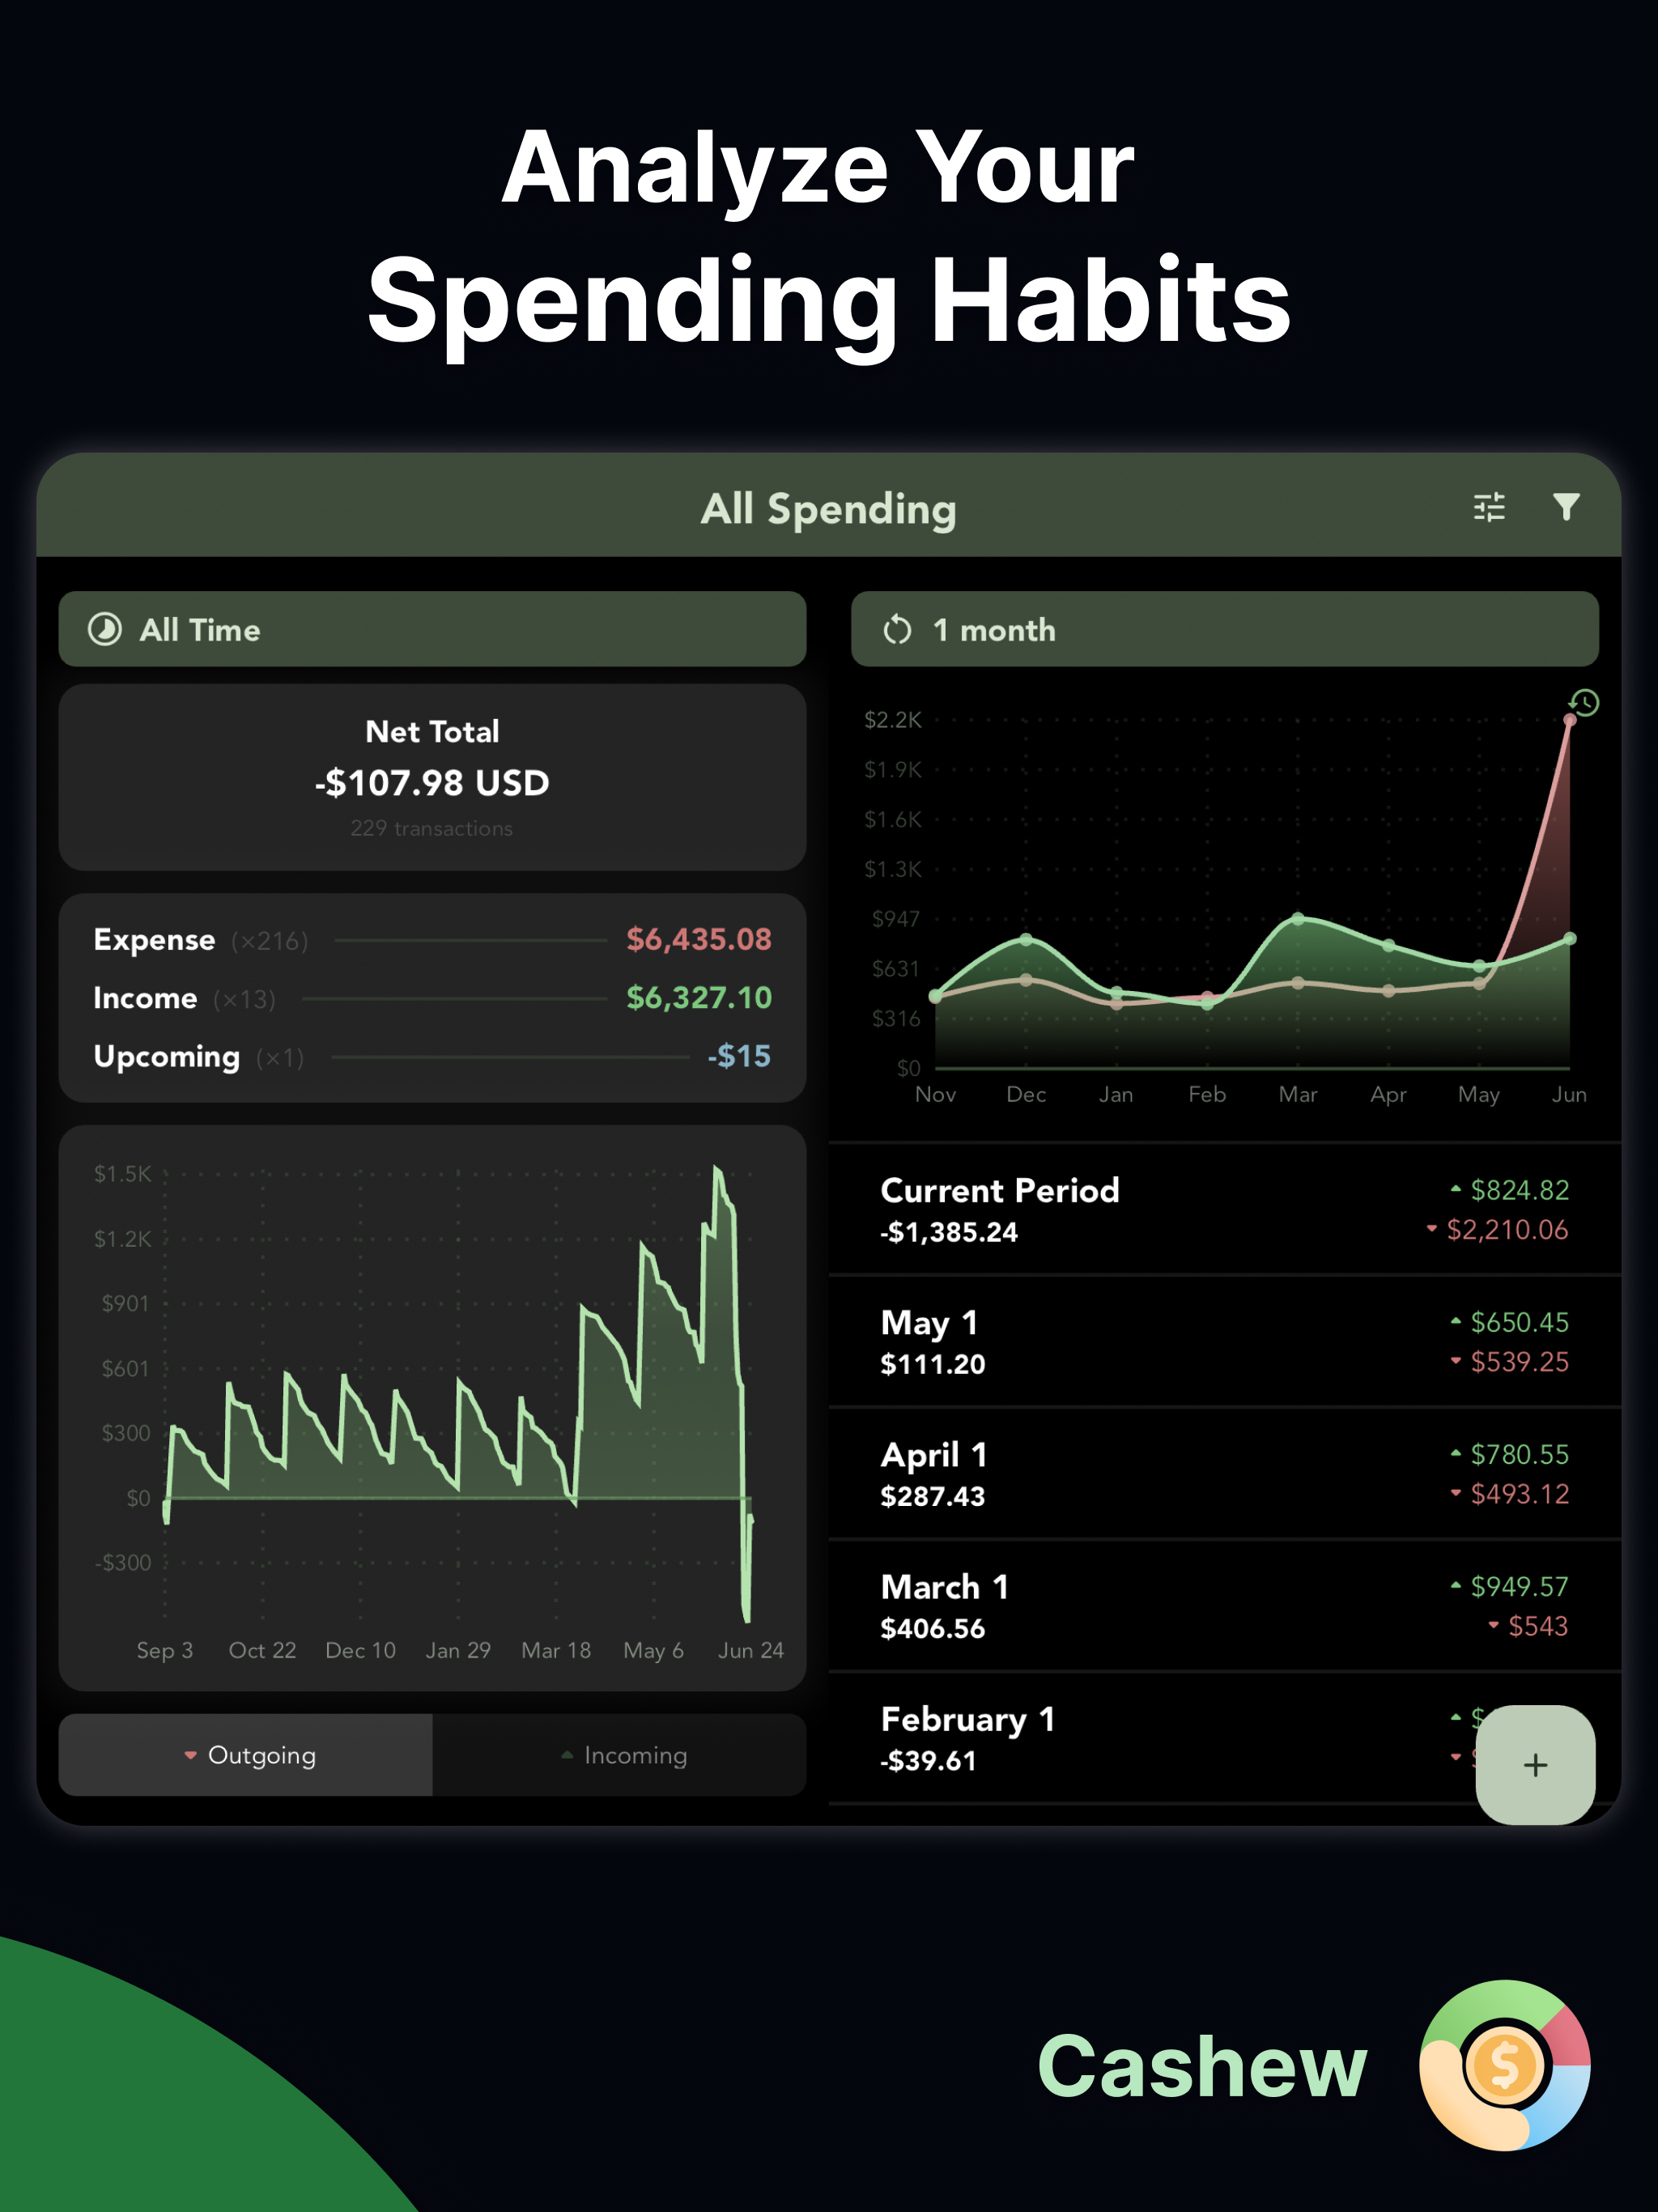 Analyze Your
Spending Habits
All Spending
All Time
Net Total
-$107.98 USD
229 transactions
Expense (×216) $6,435.08
Income (×13) $6,327.10
Upcoming (×1) -$15
$1.5K
$1.2K
$901
$601
$300
$0
-$300
Sep 3 Oct 22 Dec 10 Jan 29 Mar 18 May 6 Jun 24
Outgoing Incoming
1 month
$2.2K
$1.9K
$1.6K
$1.3K
$947
$631
$316
$0
Nov Dec Jan Feb Mar Apr May Jun
Current Period $824.82
-$1,385.24 $2,210.06
May 1 $650.45
$111.20 $539.25
April 1 $780.55
$287.43 $493.12
March 1 $949.57
$406.56 $543
February 1 $
-$39.61
+
Cashew
$